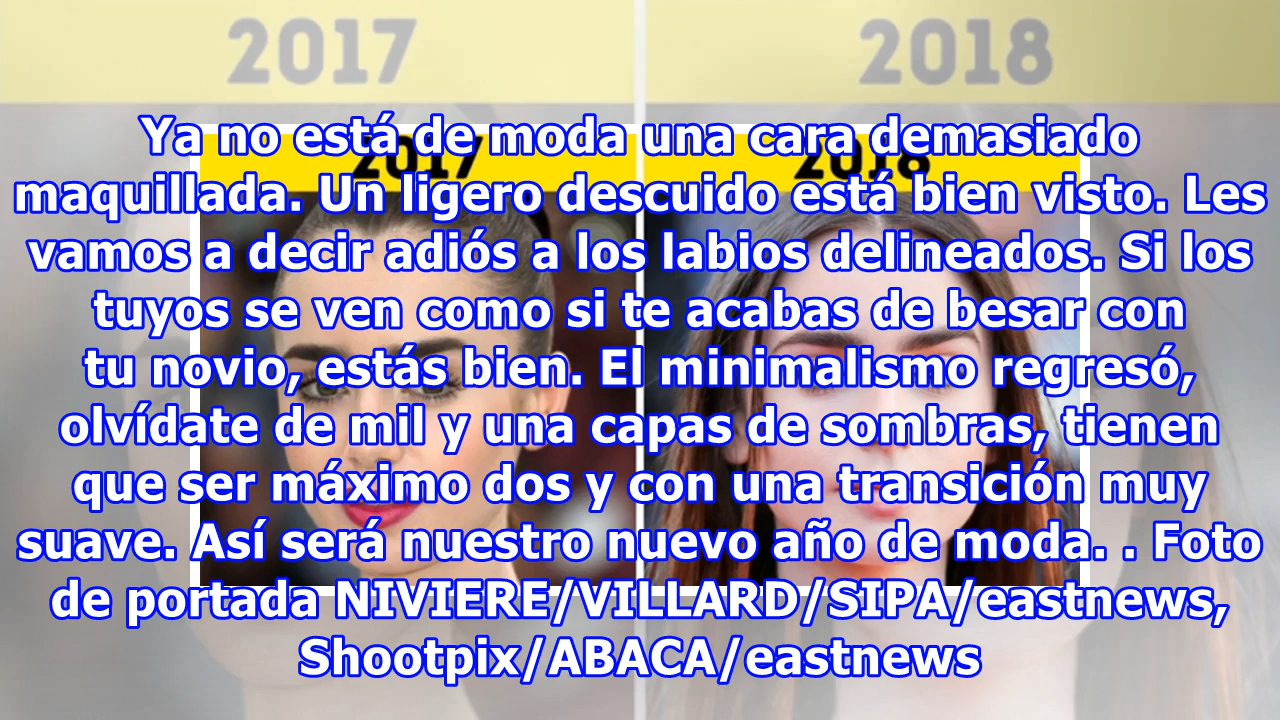 2017 2018
2017 2018
Ya no está de moda una cara demasiado
maquillada. Un ligero descuido está bien visto. Les
vamos a decir adiós a los labios delineados. Si los
tuyos se ven como si te acabas de besar con
tu novio, estás bien. El minimalismo regresó,
olvídate de mil y una capas de sombras, tienen
que ser máximo dos y con una transición muy
suave. Así será nuestro nuevo año de moda. . Foto
de portada NIVIERE/VILLARD/SIPA/eastnews,
Shootpix/ABACA/eastnews